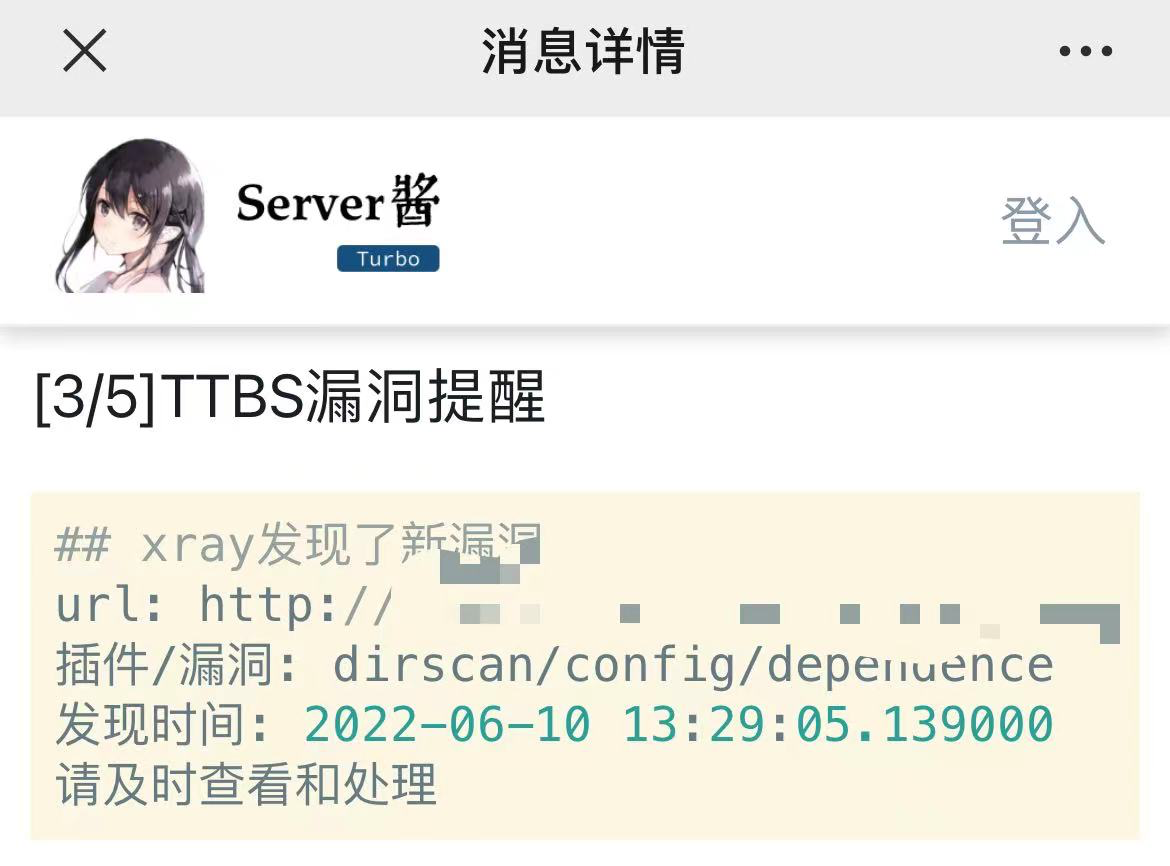 消息详情
Server酱
Turbo
登入
[3/5]TTBS漏洞提醒
## xray发现了新漏洞
url: http://
插件/漏洞: dirscan/config/dependence
发现时间: 2022-06-10 13:29:05.139000
请及时查看和处理